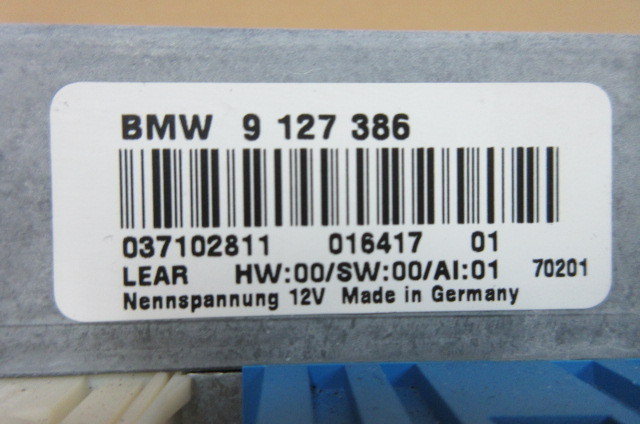 BMW 9 127 386
037102811 016417 01
LEAR HW:00/SW:00/AI:01 70201
Nennspannung 12V Made in Germany